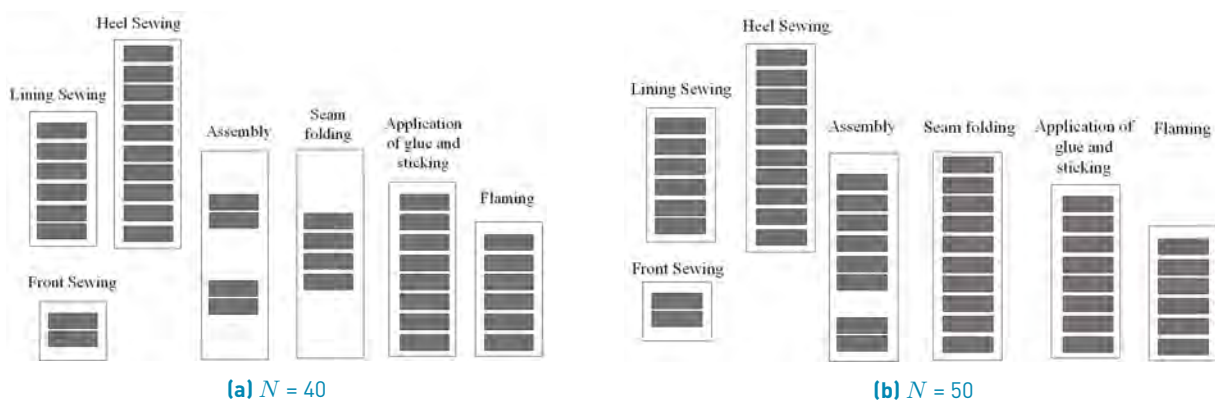 Heel Sewing
Lining Sewing
Assembly
Seam
folding
Application
of glue and
sticking
Flaming
Front Sewing
(a) N = 40
Heel Sewing
Lining Sewing
Assembly
Seam folding
Application of
glue and
sticking
Flaming
Front Sewing
(b) N = 50